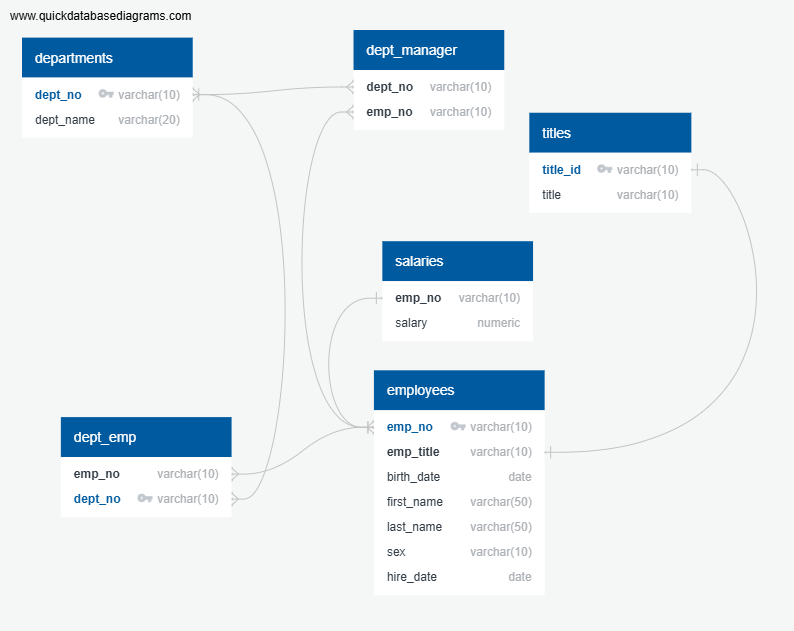 www.quickdatabasediagrams.com
departments
dept_no varchar(10)
dept_name varchar(20)
dept_manager
dept_no varchar(10)
emp_no varchar(10)
titles
title_id varchar(10)
title varchar(10)
salaries
emp_no varchar(10)
salary numeric
employees
emp_no varchar(10)
emp_title varchar(10)
birth_date date
first_name varchar(50)
last_name varchar(50)
sex varchar(10)
hire_date date
dept_emp
emp_no varchar(10)
dept_no varchar(10)